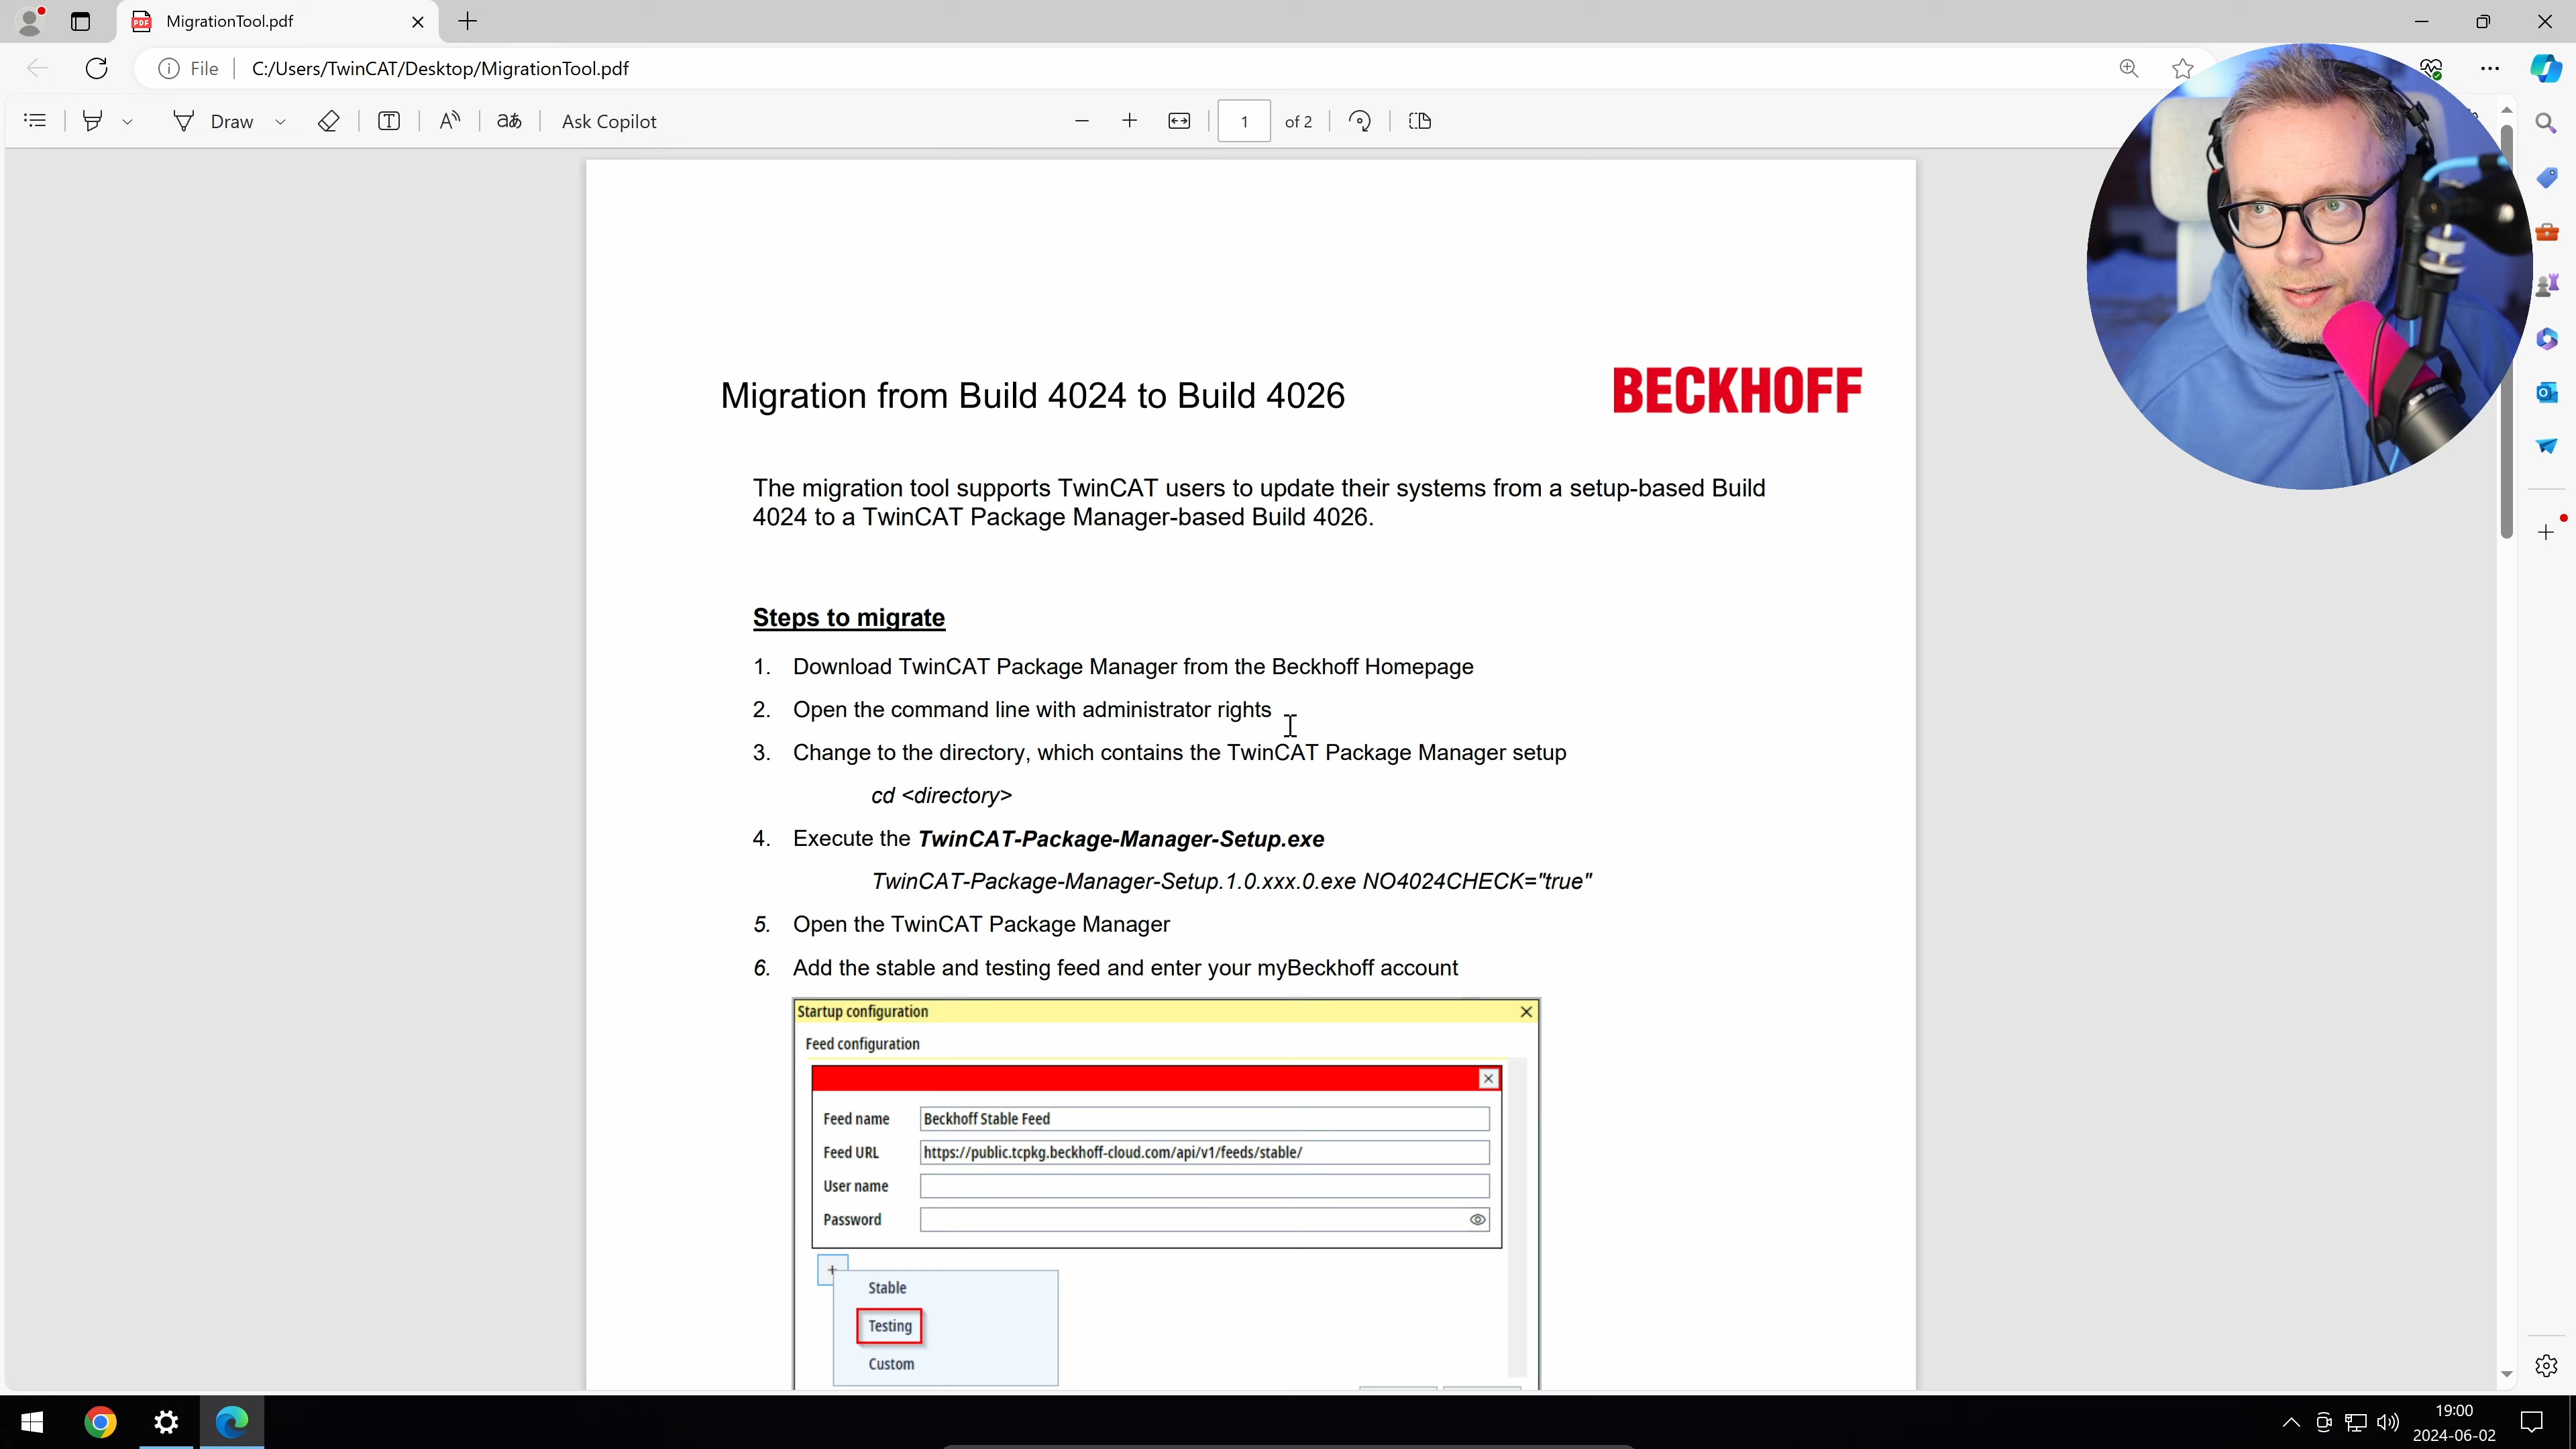 MigrationTool.pdf
File
C:/Users/TwinCAT/Desktop/MigrationTool.pdf
Draw
aあ
Ask Copilot
1 of 2
Migration from Build 4024 to Build 4026
BECKHOFF
The migration tool supports TwinCAT users to update their systems from a setup-based Build
4024 to a TwinCAT Package Manager-based Build 4026.
Steps to migrate
1. Download TwinCAT Package Manager from the Beckhoff Homepage
2. Open the command line with administrator rights
3. Change to the directory, which contains the TwinCAT Package Manager setup
cd <directory>
4. Execute the TwinCAT-Package-Manager-Setup.exe
TwinCAT-Package-Manager-Setup.1.0.xxx.0.exe NO4024CHECK="true"
5. Open the TwinCAT Package Manager
6. Add the stable and testing feed and enter your myBeckhoff account
Startup configuration
Feed configuration
Feed name Beckhoff Stable Feed
Feed URL https://public.tcpkg.beckhoff-cloud.com/api/v1/feeds/stable/
User name
Password
+
Stable
Testing
Custom
19:00
2024-06-02